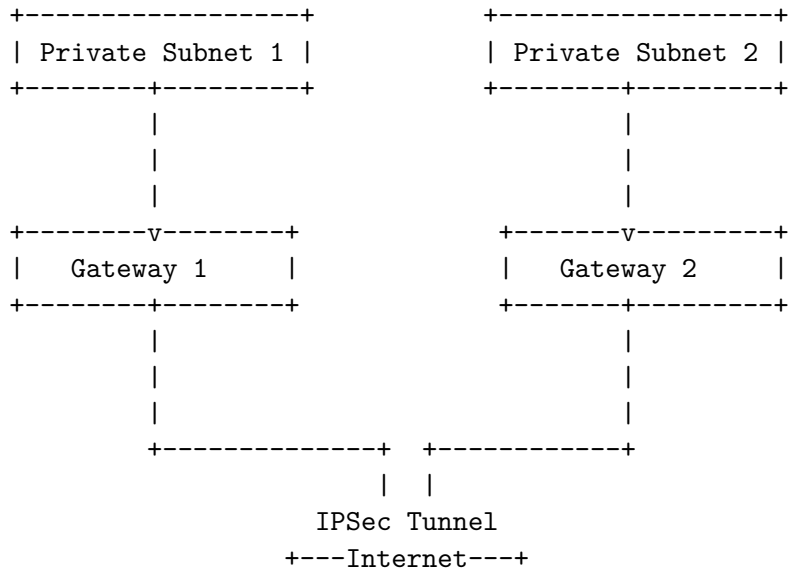 Private Subnet 1
Private Subnet 2
Gateway 1
Gateway 2
IPSec Tunnel
Internet